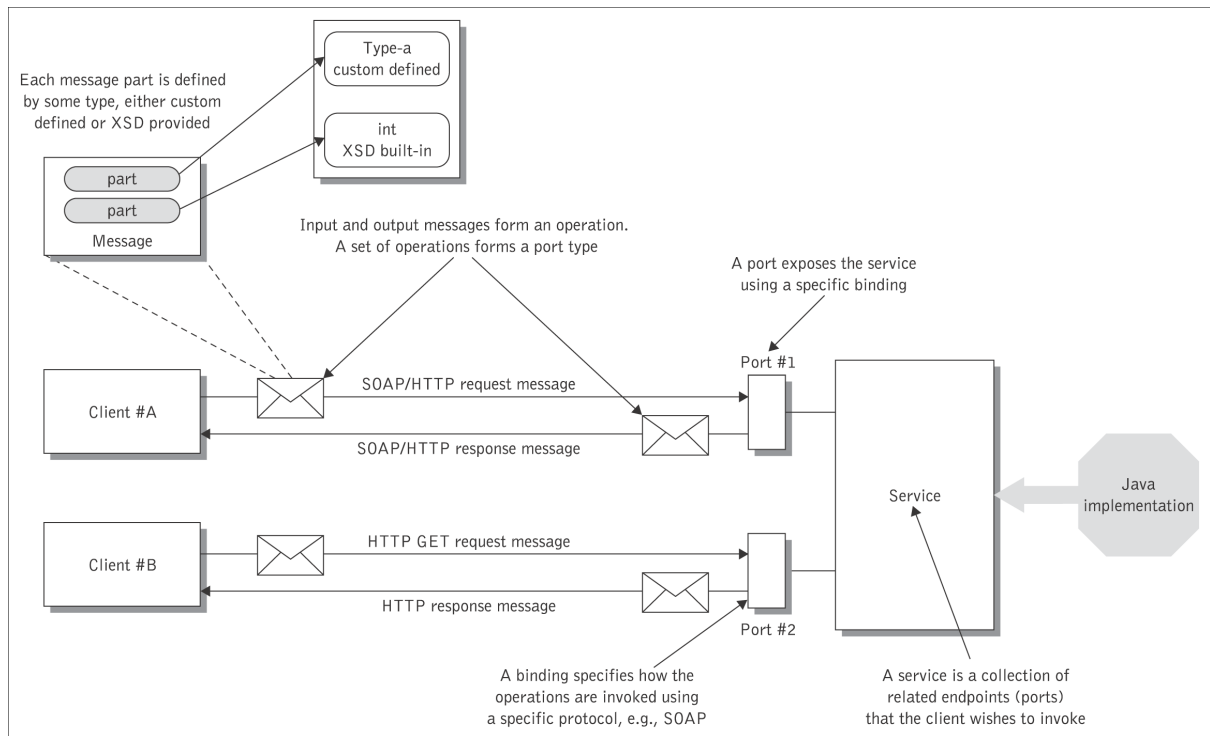 Type-a
custom defined
Each message part is defined
by some type, either custom
defined or XSD provided
int
XSD built-in
part
part
Message
Input and output messages form an operation.
A set of operations forms a port type
A port exposes the service
using a specific binding
Port #1
Client #A
SOAP/HTTP request message
SOAP/HTTP response message
Service
Java
implementation
Client #B
HTTP GET request message
HTTP response message
Port #2
A binding specifies how the
operations are invoked using
a specific protocol, e.g., SOAP
A service is a collection of
related endpoints (ports)
that the client wishes to invoke